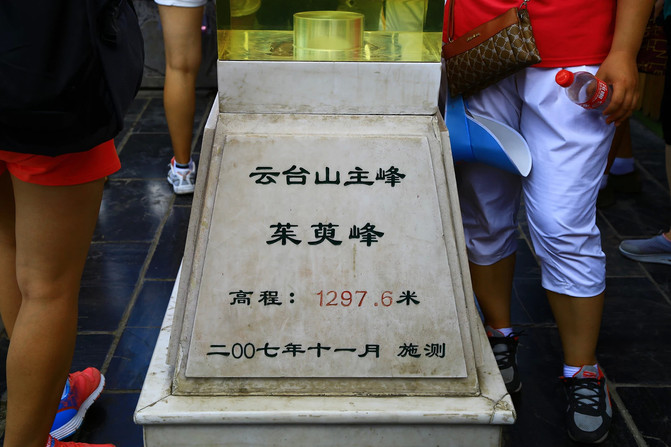 云台山主峰
茱萸峰
高程：1297.6米
二00七年十一月 施测